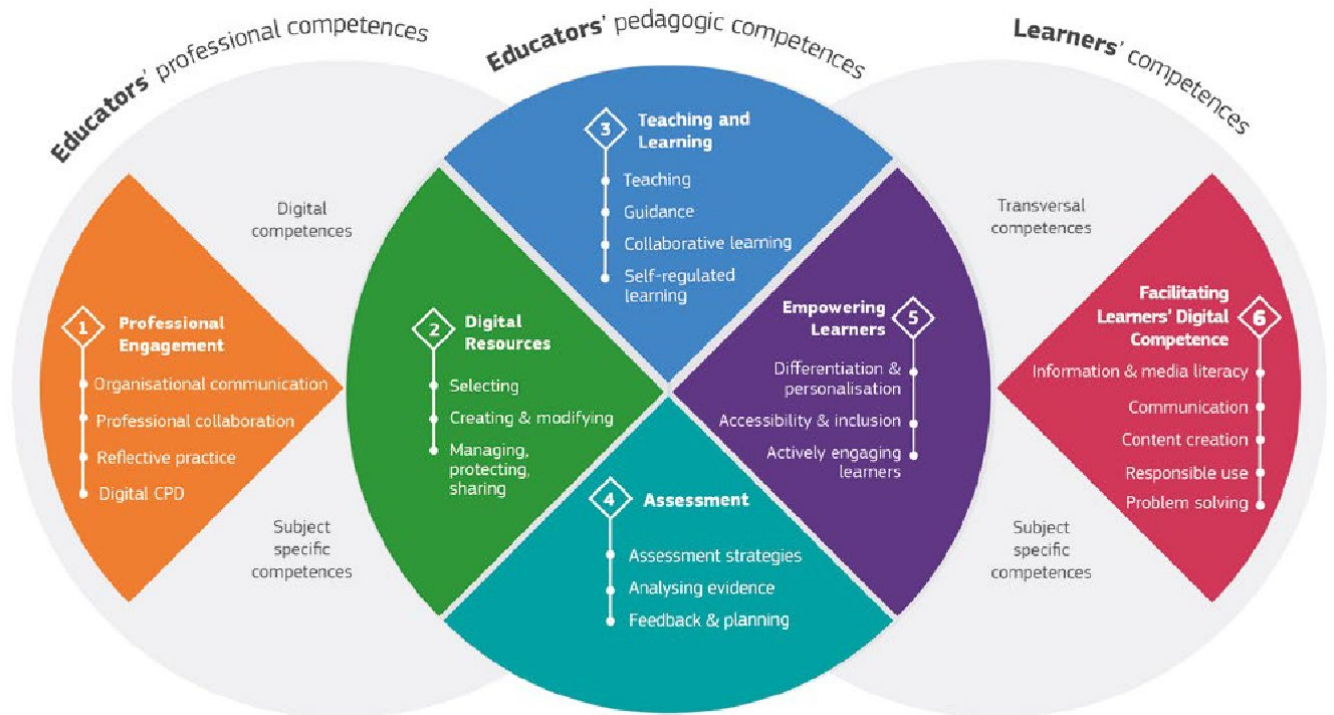 Educators' professional competences
Educators' pedagogic competences
Learners' competences
Digital
competences
Subject
specific
competences
1
Professional
Engagement
Organisational communication
Professional collaboration
Reflective practice
Digital CPD
2
Digital
Resources
Selecting
Creating & modifying
Managing,
protecting,
sharing
3
Teaching and
Learning
Teaching
Guidance
Collaborative learning
Self-regulated
learning
4
Assessment
Assessment strategies
Analysing evidence
Feedback & planning
Empowering
Learners
5
Differentiation &
personalisation
Accessibility & inclusion
Actively engaging
learners
Transversal
competences
Subject
specific
competences
Facilitating
Learners' Digital
Competence
6
Information & media literacy
Communication
Content creation
Responsible use
Problem solving